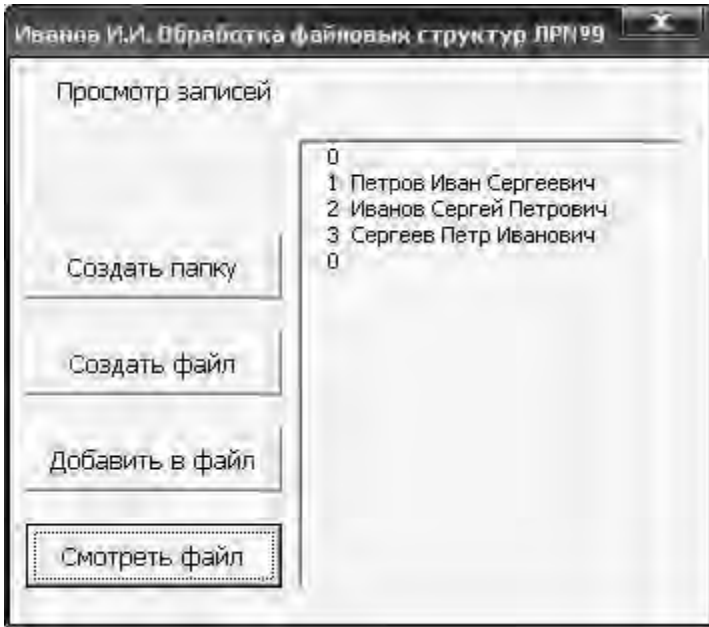 Иванов И.И. Обработка файловых структур ЛР№9
Просмотр записей
0
1 Петров Иван Сергеевич
2 Иванов Сергей Петрович
3 Сергеев Петр Иванович
0
Создать папку
Создать файл
Добавить в файл
Смотреть файл